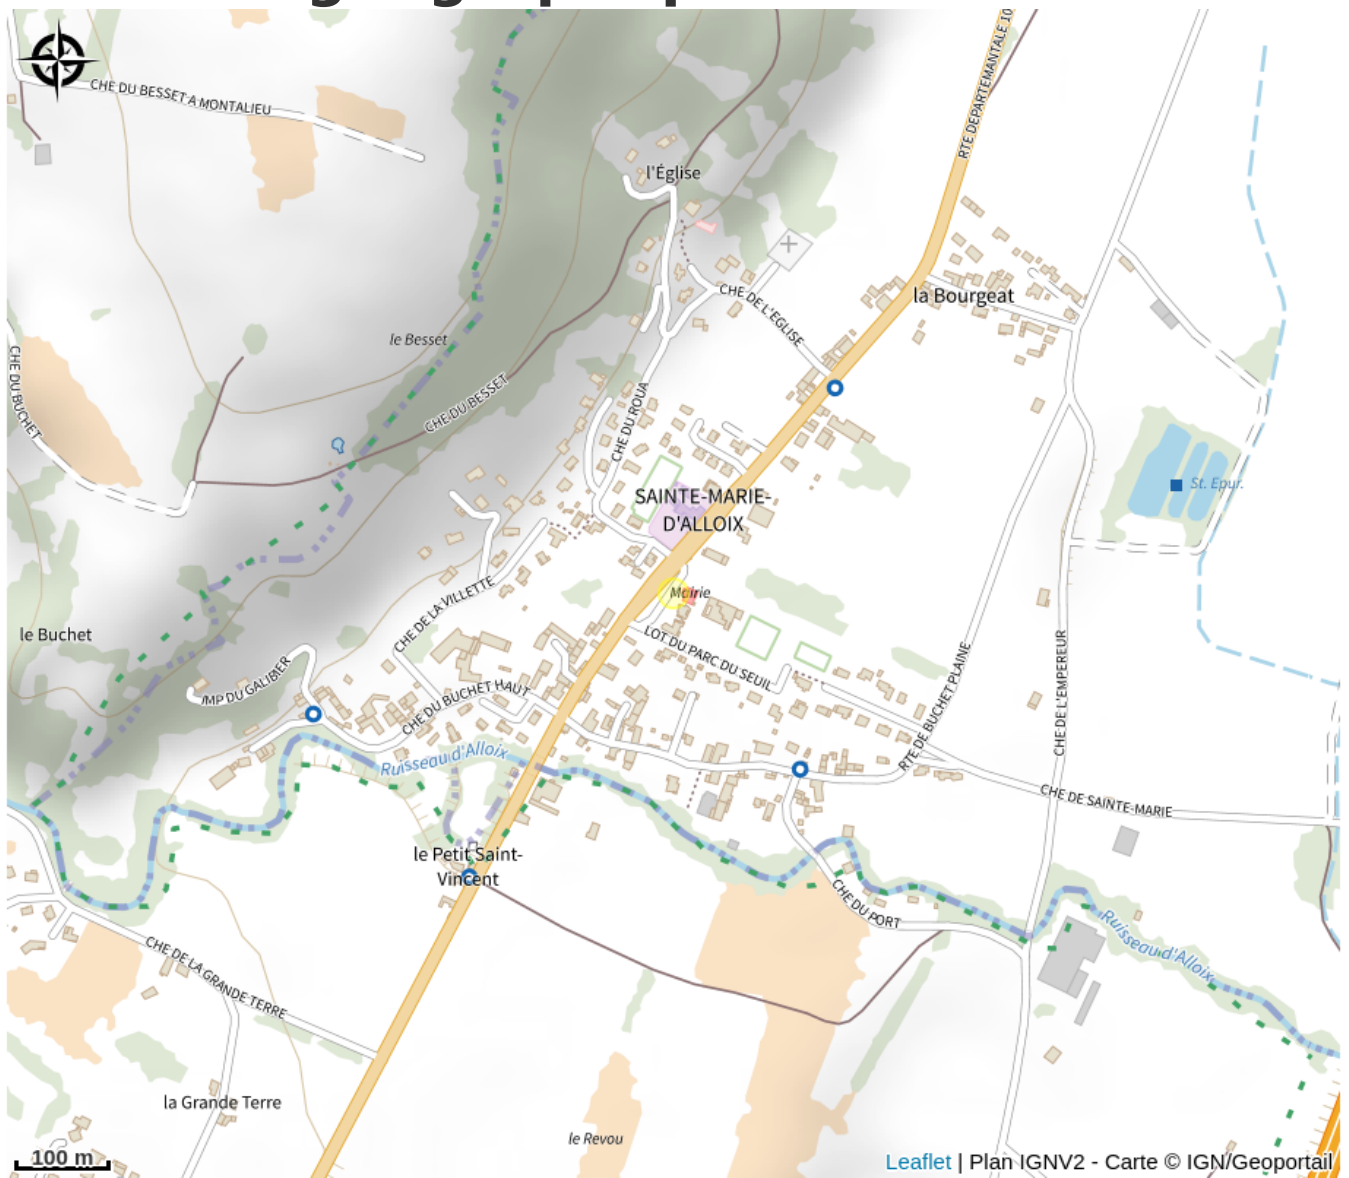 CHE DU BESSET A MONTALIEU
RTE DEPARTEMANTALE 10
l'Église
CHE DE L'EGLISE
la Bourgeat
le Besset
CHE DU BUCHET
CHE DU BESSET
CHE DU ROUA
SAINTE-MARIE-
D'ALLOIX
St. Epur.
Mairie
le Buchet
CHE DE LA VILLETTE
LOT DU PARC DU SEUIL
IMP DU GALIBIER
CHE DU BUCHET HAUT
RTE DE BUCHET PLAINE
CHE DE L'EMPEREUR
Ruisseau d'Alloix
CHE DE SAINTE-MARIE
le Petit Saint-
Vincent
CHE DU PORT
Ruisseau d'Alloix
CHE DE LA GRANDE TERRE
la Grande Terre
le Revou
100 m
Leaflet | Plan IGNV2 - Carte © IGN/Geoportail